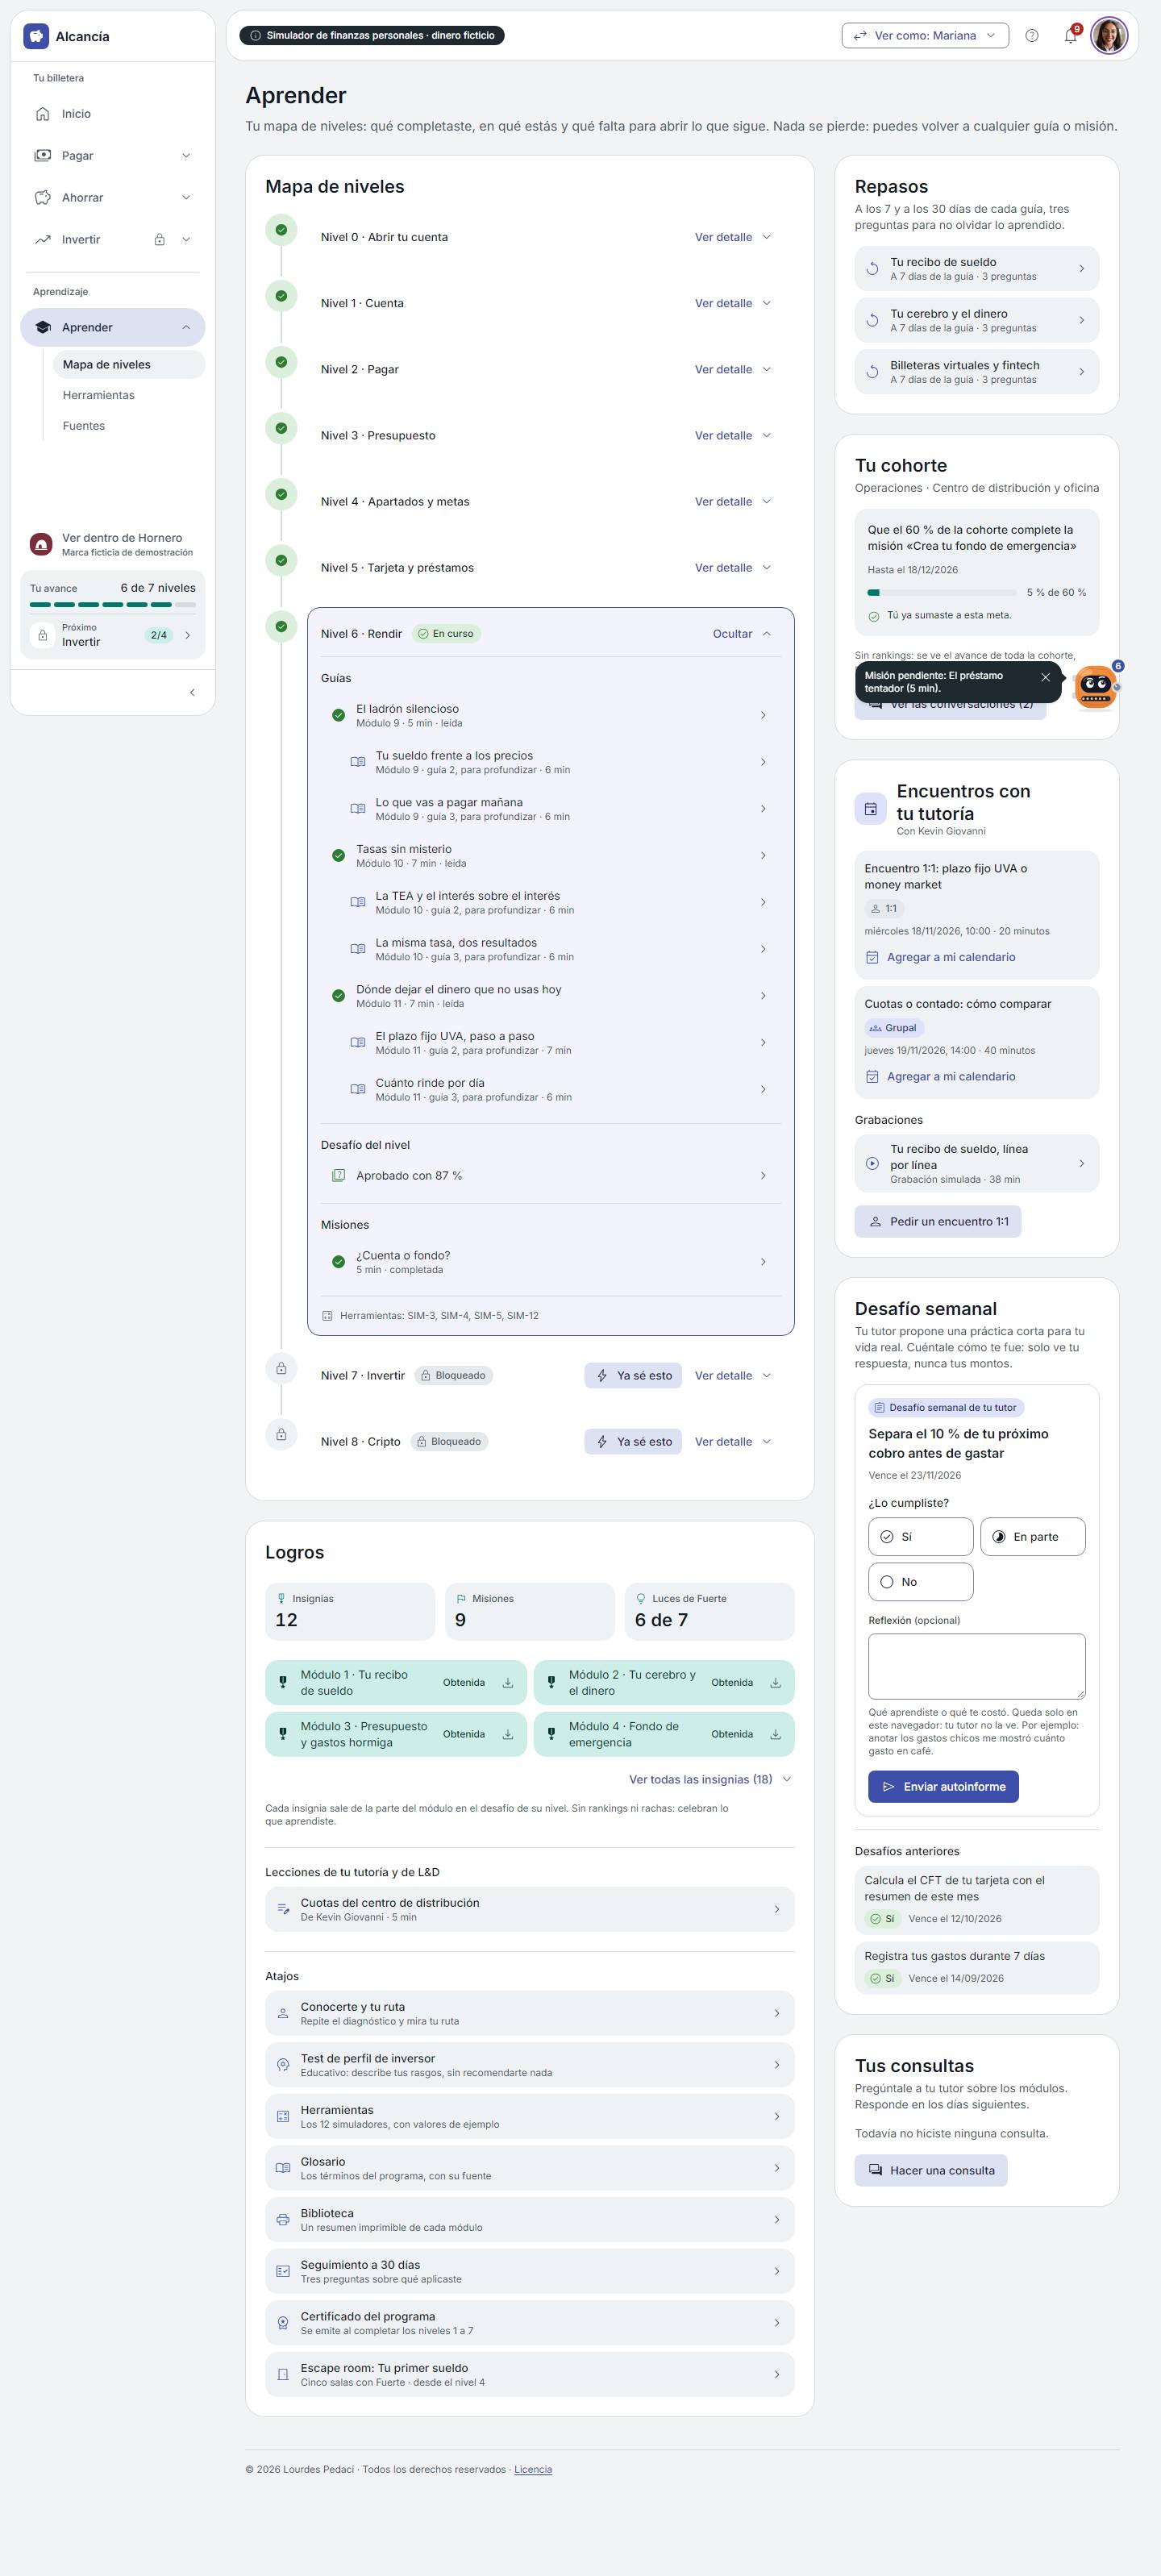 Alcancía
Tu billetera
Inicio
Pagar
Ahorrar
Invertir
Aprendizaje
Aprender
Mapa de niveles
Herramientas
Fuentes
Ver dentro de Hornero
Marca ficticia de demostración
Tu avance 6 de 7 niveles
Próximo
Invertir 2/4
Simulador de finanzas personales · dinero ficticio
Ver como: Mariana
9
Aprender
Tu mapa de niveles: qué completaste, en qué estás y qué falta para abrir lo que sigue. Nada se pierde: puedes volver a cualquier guía o misión.
Mapa de niveles
Nivel 0 · Abrir tu cuenta Ver detalle
Nivel 1 · Cuenta Ver detalle
Nivel 2 · Pagar Ver detalle
Nivel 3 · Presupuesto Ver detalle
Nivel 4 · Apartados y metas Ver detalle
Nivel 5 · Tarjeta y préstamos Ver detalle
Nivel 6 · Rendir En curso Ocultar
Guías
El ladrón silencioso
Módulo 9 · 5 min · leída
Tu sueldo frente a los precios
Módulo 9 · guía 2, para profundizar · 6 min
Lo que vas a pagar mañana
Módulo 9 · guía 3, para profundizar · 6 min
Tasas sin misterio
Módulo 10 · 7 min · leída
La TEA y el interés sobre el interés
Módulo 10 · guía 2, para profundizar · 6 min
La misma tasa, dos resultados
Módulo 10 · guía 3, para profundizar · 6 min
Dónde dejar el dinero que no usas hoy
Módulo 11 · 7 min · leída
El plazo fijo UVA, paso a paso
Módulo 11 · guía 2, para profundizar · 7 min
Cuánto rinde por día
Módulo 11 · guía 3, para profundizar · 6 min
Desafío del nivel
Aprobado con 87 %
Misiones
¿Cuenta o fondo?
5 min · completada
Herramientas: SIM-3, SIM-4, SIM-5, SIM-12
Nivel 7 · Invertir Bloqueado Ya sé esto Ver detalle
Nivel 8 · Cripto Bloqueado Ya sé esto Ver detalle
Logros
Insignias
12
Misiones
9
Luces de Fuerte
6 de 7
Módulo 1 · Tu recibo
de sueldo
Obtenida
Módulo 2 · Tu cerebro y
el dinero
Obtenida
Módulo 3 · Presupuesto
y gastos hormiga
Obtenida
Módulo 4 · Fondo de
emergencia
Obtenida
Ver todas las insignias (18)
Cada insignia sale de la parte del módulo en el desafío de su nivel. Sin rankings ni rachas: celebran lo
que aprendiste.
Lecciones de tu tutoría y de L&D
Cuotas del centro de distribución
De Kevin Giovanni · 5 min
Atajos
Conocerte y tu ruta
Repite el diagnóstico y mira tu ruta
Test de perfil de inversor
Educativo: describe tus rasgos, sin recomendarte nada
Herramientas
Los 12 simuladores, con valores de ejemplo
Glosario
Los términos del programa, con su fuente
Biblioteca
Un resumen imprimible de cada módulo
Seguimiento a 30 días
Tres preguntas sobre qué aplicaste
Certificado del programa
Se emite al completar los niveles 1 a 7
Escape room: Tu primer sueldo
Cinco salas con Fuerte · desde el nivel 4
Repasos
A los 7 y a los 30 días de cada guía, tres
preguntas para no olvidar lo aprendido.
Tu recibo de sueldo
A 7 días de la guía · 3 preguntas
Tu cerebro y el dinero
A 7 días de la guía · 3 preguntas
Billeteras virtuales y fintech
A 7 días de la guía · 3 preguntas
Tu cohorte
Operaciones · Centro de distribución y oficina
Que el 60 % de la cohorte complete la
misión «Crea tu fondo de emergencia»
Hasta el 18/12/2026
5 % de 60 %
Tú ya sumaste a esta meta.
Sin rankings: se ve el avance de toda la cohorte,
Misión pendiente: El préstamo
tentador (5 min).
6
Ver las conversaciones (2)
Encuentros con
tu tutoría
Con Kevin Giovanni
Encuentro 1:1: plazo fijo UVA o
money market
1:1
miércoles 18/11/2026, 10:00 · 20 minutos
Agregar a mi calendario
Cuotas o contado: cómo comparar
Grupal
jueves 19/11/2026, 14:00 · 40 minutos
Agregar a mi calendario
Grabaciones
Tu recibo de sueldo, línea
por línea
Grabación simulada · 38 min
Pedir un encuentro 1:1
Desafío semanal
Tu tutor propone una práctica corta para tu
vida real. Cuéntale cómo te fue: solo ve tu
respuesta, nunca tus montos.
Desafío semanal de tu tutor
Separa el 10 % de tu próximo
cobro antes de gastar
Vence el 23/11/2026
¿Lo cumpliste?
Sí
En parte
No
Reflexión (opcional)
Qué aprendiste o qué te costó. Queda solo en
este navegador: tu tutor no la ve. Por ejemplo:
anotar los gastos chicos me mostró cuánto
gasto en café.
Enviar autoinforme
Desafíos anteriores
Calcula el CFT de tu tarjeta con el
resumen de este mes
Sí Vence el 12/10/2026
Registra tus gastos durante 7 días
Sí Vence el 14/09/2026
Tus consultas
Pregúntale a tu tutor sobre los módulos.
Responde en los días siguientes.
Todavía no hiciste ninguna consulta.
Hacer una consulta
© 2026 Lourdes Pedaci · Todos los derechos reservados · Licencia